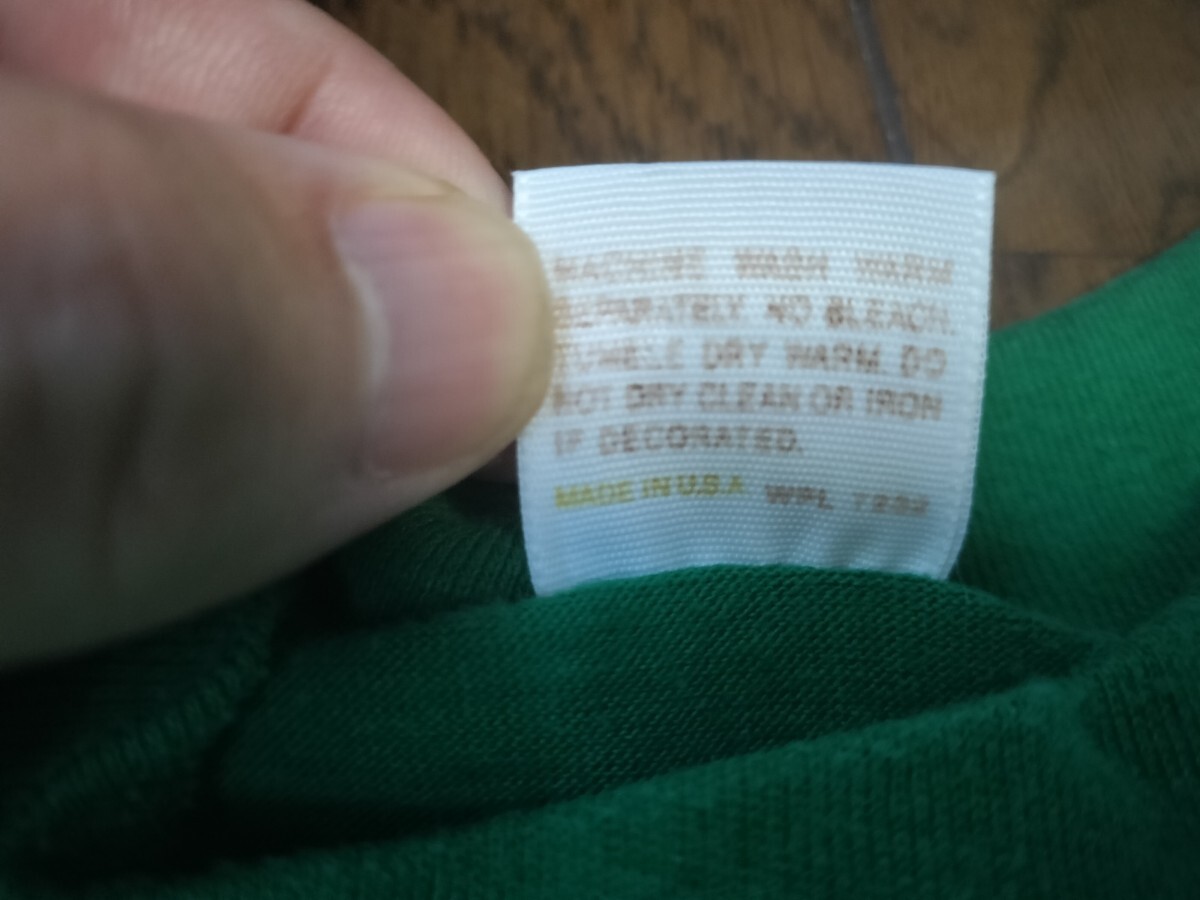 MACHINE WASH WARM
SEPARATELY. NO BLEACH.
TUMBLE DRY WARM. DO
NOT DRY CLEAN OR IRON
IF DECORATED.
MADE IN U.S.A WPL